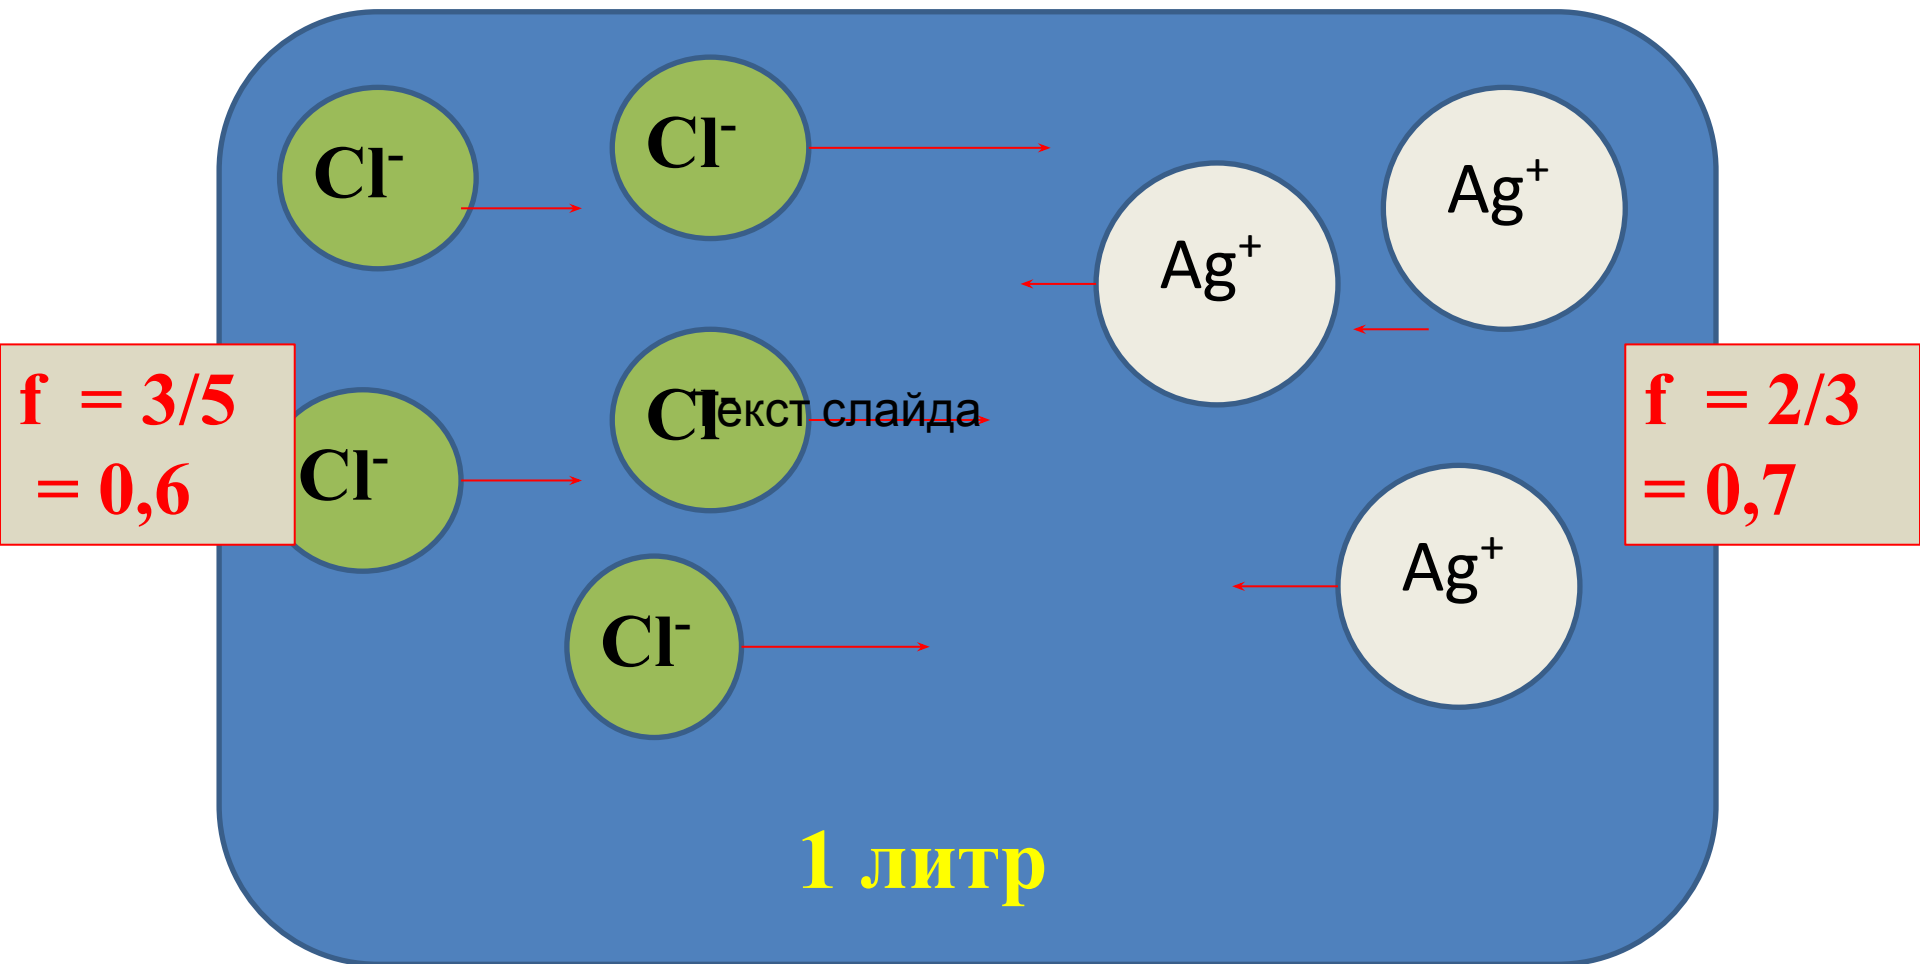 Cl⁻
Cl⁻
Ag⁺
Ag⁺
f = 3/5
= 0,6
Cl⁻
Cl⁻
Текст слайда
f = 2/3
= 0,7
Cl⁻
Ag⁺
1 литр